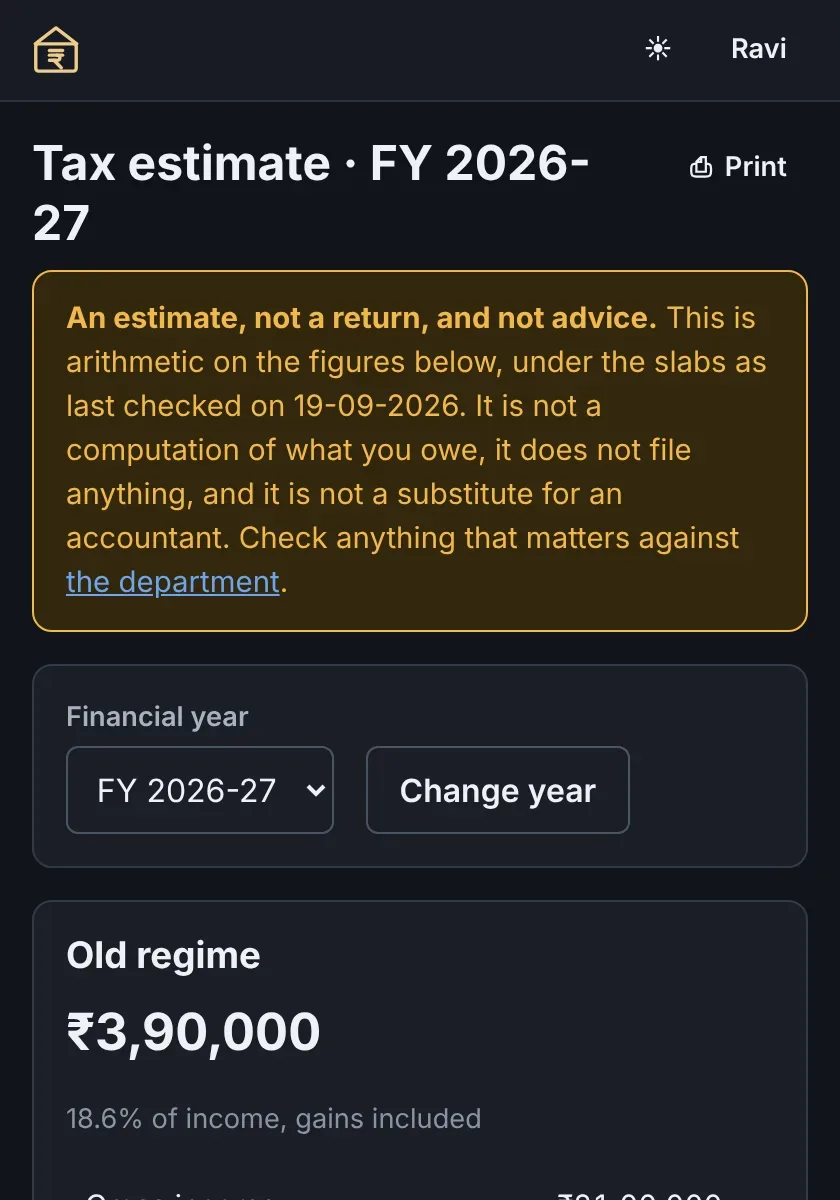 Ravi
Tax estimate · FY 2026-
27
Print
An estimate, not a return, and not advice. This is
arithmetic on the figures below, under the slabs as
last checked on 19-09-2026. It is not a
computation of what you owe, it does not file
anything, and it is not a substitute for an
accountant. Check anything that matters against
the department.
Financial year
FY 2026-27
Change year
Old regime
₹3,90,000
18.6% of income, gains included